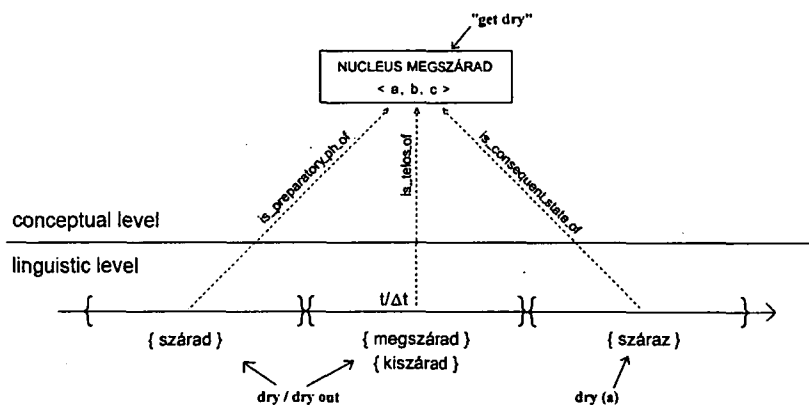 "get dry"
NUCLEUS MEGSZÁRAD
< a, b, c >
is_preparatory_ph_of
is_telos_of
is_consequent_state_of
conceptual level
linguistic level
t/Δt
{ } { } { }
{ szárad } { megszárad } { száraz }
{ kiszárad }
dry / dry out dry (a)